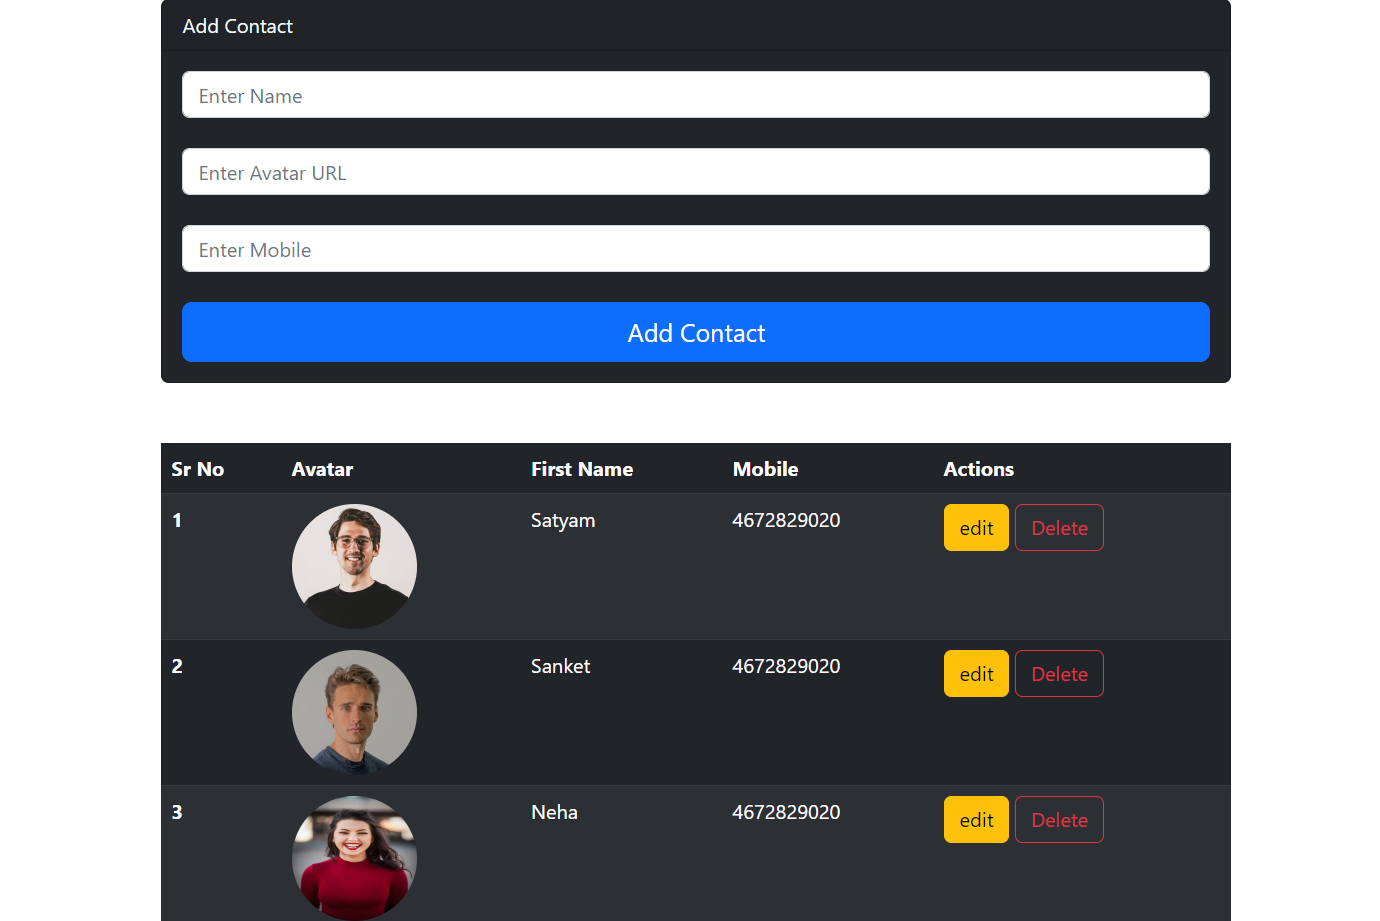 Add Contact
Enter Name
Enter Avatar URL
Enter Mobile
Add Contact
Sr No Avatar First Name Mobile Actions
1 Satyam 4672829020 edit Delete
2 Sanket 4672829020 edit Delete
3 Neha 4672829020 edit Delete